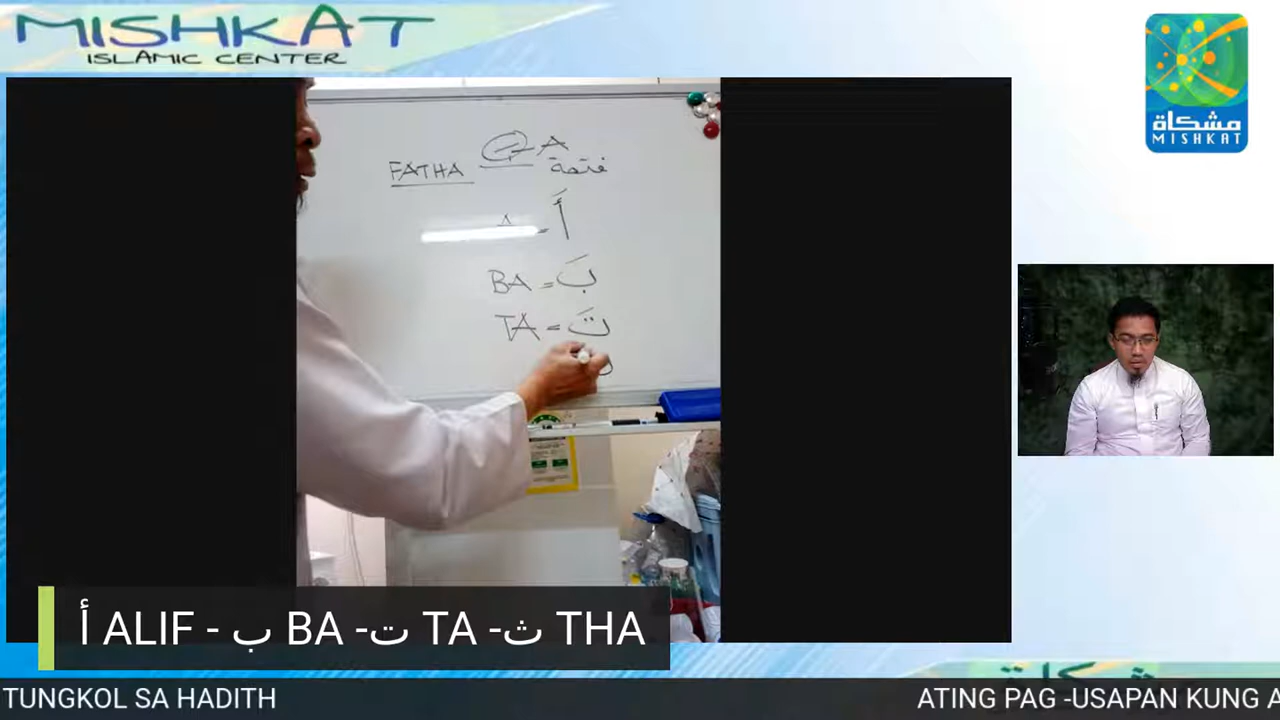 MISHKAT
ISLAMIC CENTER
مشكاة
MISHKAT
A
FATHA
فتحة
أَ
BA = بَ
TA = تَ
أ ALIF - ب BA -ت TA -ث THA
TUNGKOL SA HADITH
ATING PAG -USAPAN KUNG